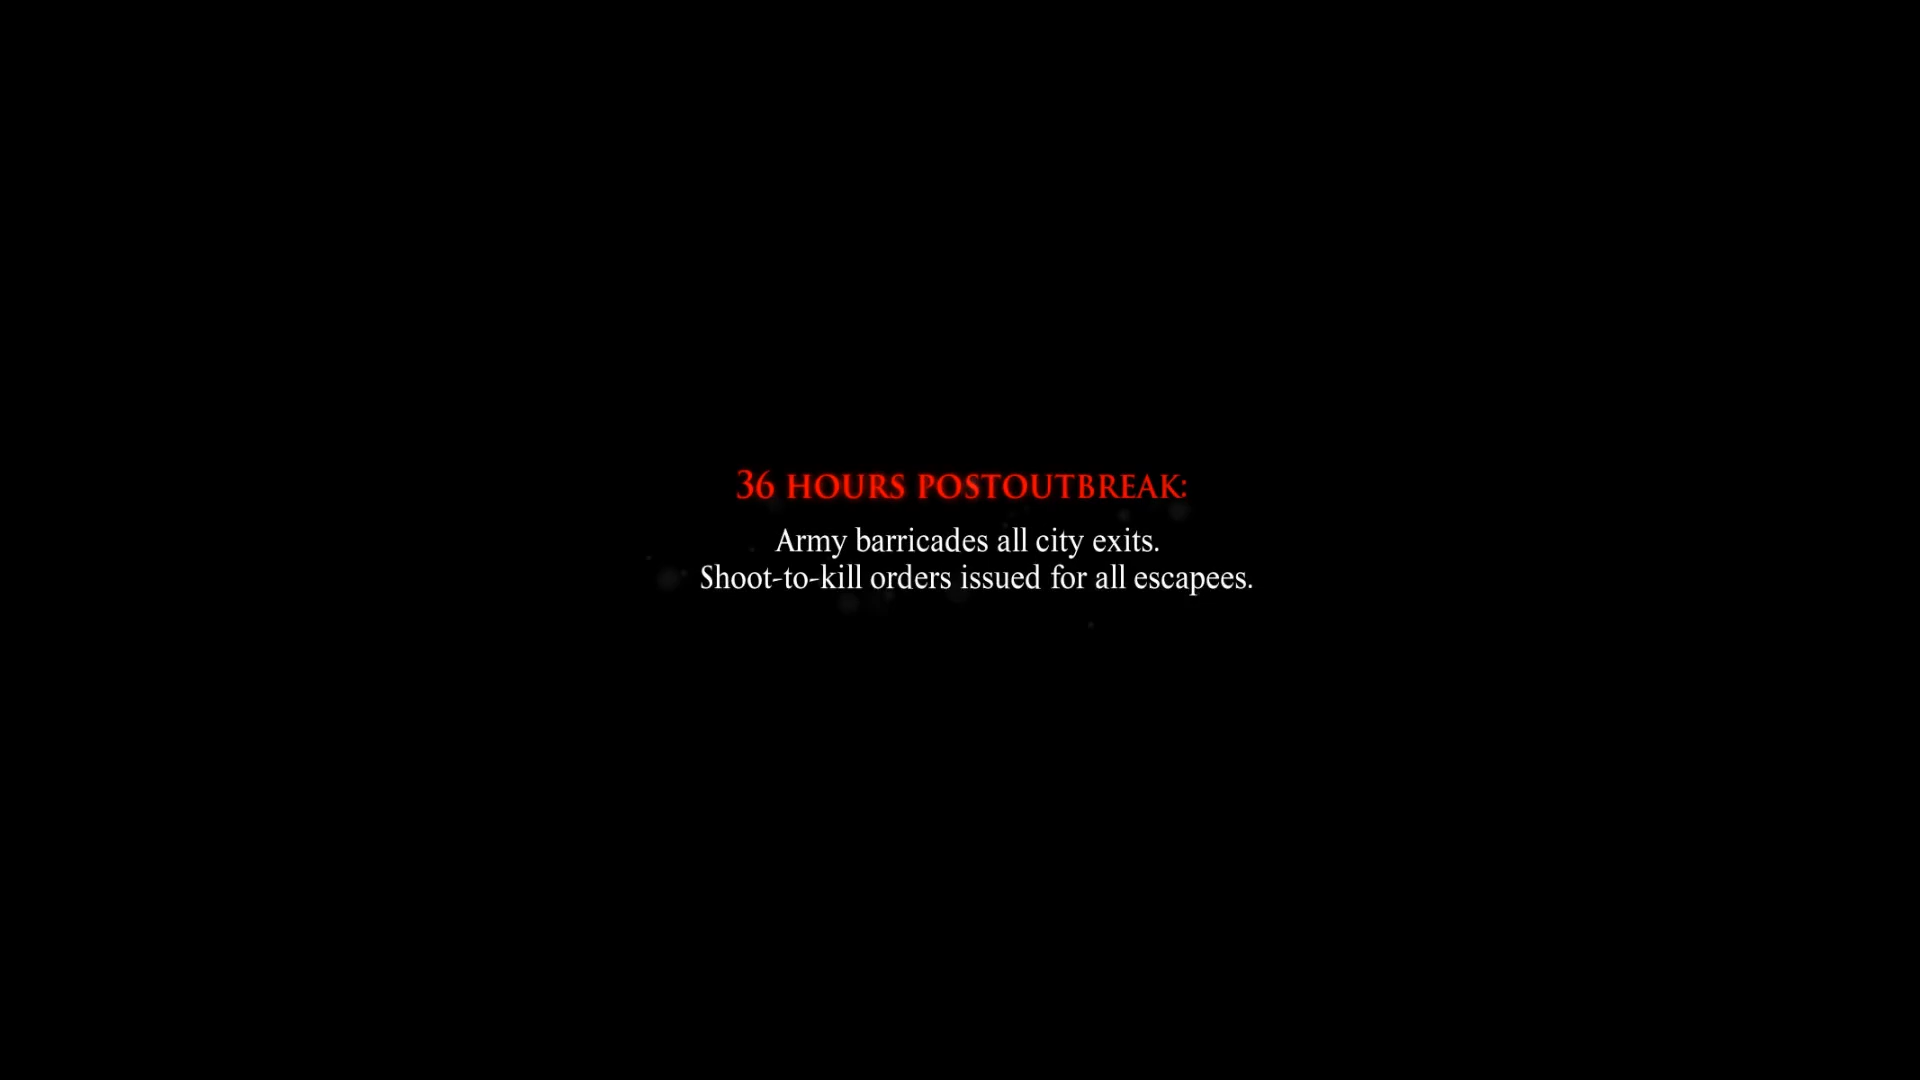 36 HOURS POSTOUTBREAK:
Army barricades all city exits.
Shoot-to-kill orders issued for all escapees.